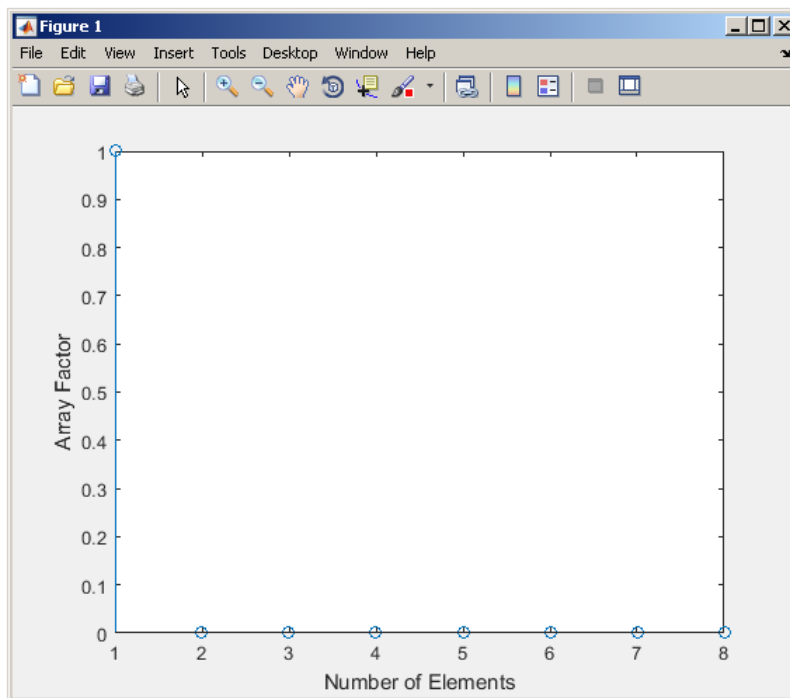 Figure 1
File Edit View Insert Tools Desktop Window Help
1
0.9
0.8
0.7
0.6
0.5
0.4
0.3
0.2
0.1
0
Array Factor
1 2 3 4 5 6 7 8
Number of Elements